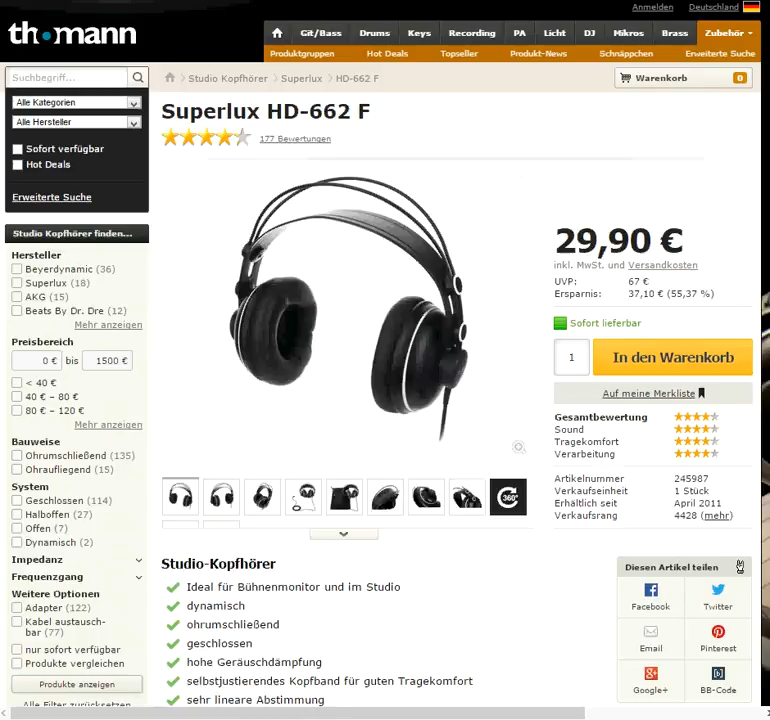 Anmelden
Deutschland
th•mann
Git/Bass
Drums
Keys
Recording
PA
Licht
DJ
Mikros
Brass
Zubehör
Produktgruppen
Hot Deals
Topseller
Produkt-News
Schnäppchen
Erweiterte Suche
Suchbegriff...
Studio Kopfhörer
Superlux
HD-662 F
Warenkorb
0
Alle Kategorien
Alle Hersteller
Sofort verfügbar
Hot Deals
Erweiterte Suche
Studio Kopfhörer finden...
Hersteller
Beyerdynamic (36)
Superlux (18)
AKG (15)
Beats By Dr. Dre (12)
Mehr anzeigen
Preisbereich
0 € bis 1500 €
< 40 €
40 € – 80 €
80 € – 120 €
Mehr anzeigen
Bauweise
Ohrumschließend (135)
Ohraufliegend (15)
System
Geschlossen (114)
Halboffen (27)
Offen (7)
Dynamisch (2)
Impedanz
Frequenzgang
Weitere Optionen
Adapter (122)
Kabel austausch-
bar (77)
nur sofort verfügbar
Produkte vergleichen
Produkte anzeigen
Alle Filter zurücksetzen
Superlux HD-662 F
177 Bewertungen
360°
29,90 €
inkl. MwSt. und Versandkosten
UVP: 67 €
Ersparnis: 37,10 € (55,37 %)
Sofort lieferbar
1
In den Warenkorb
Auf meine Merkliste
Gesamtbewertung
Sound
Tragekomfort
Verarbeitung
Artikelnummer 245987
Verkaufseinheit 1 Stück
Erhältlich seit April 2011
Verkaufsrang 4428 (mehr)
Studio-Kopfhörer
Ideal für Bühnenmonitor und im Studio
dynamisch
ohrumschließend
geschlossen
hohe Geräuschdämpfung
selbstjustierendes Kopfband für guten Tragekomfort
sehr lineare Abstimmung
Diesen Artikel teilen
Facebook
Twitter
Email
Pinterest
Google+
BB-Code